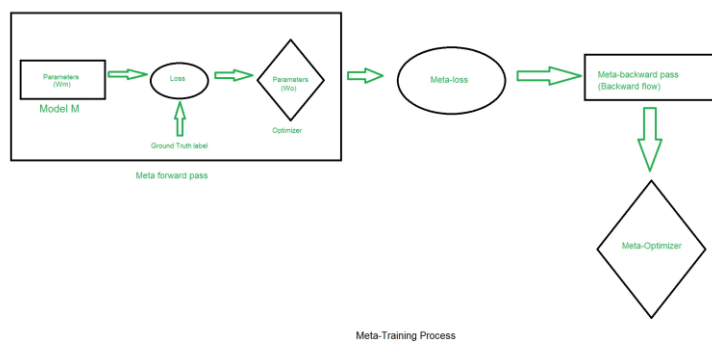 Parameters
(Wm)
Model M
Loss
Ground Truth label
Parameters
(Wo)
Optimizer
Meta forward pass
Meta-loss
Meta-backward pass
(Backward flow)
Meta-Optimizer
Meta-Training Process